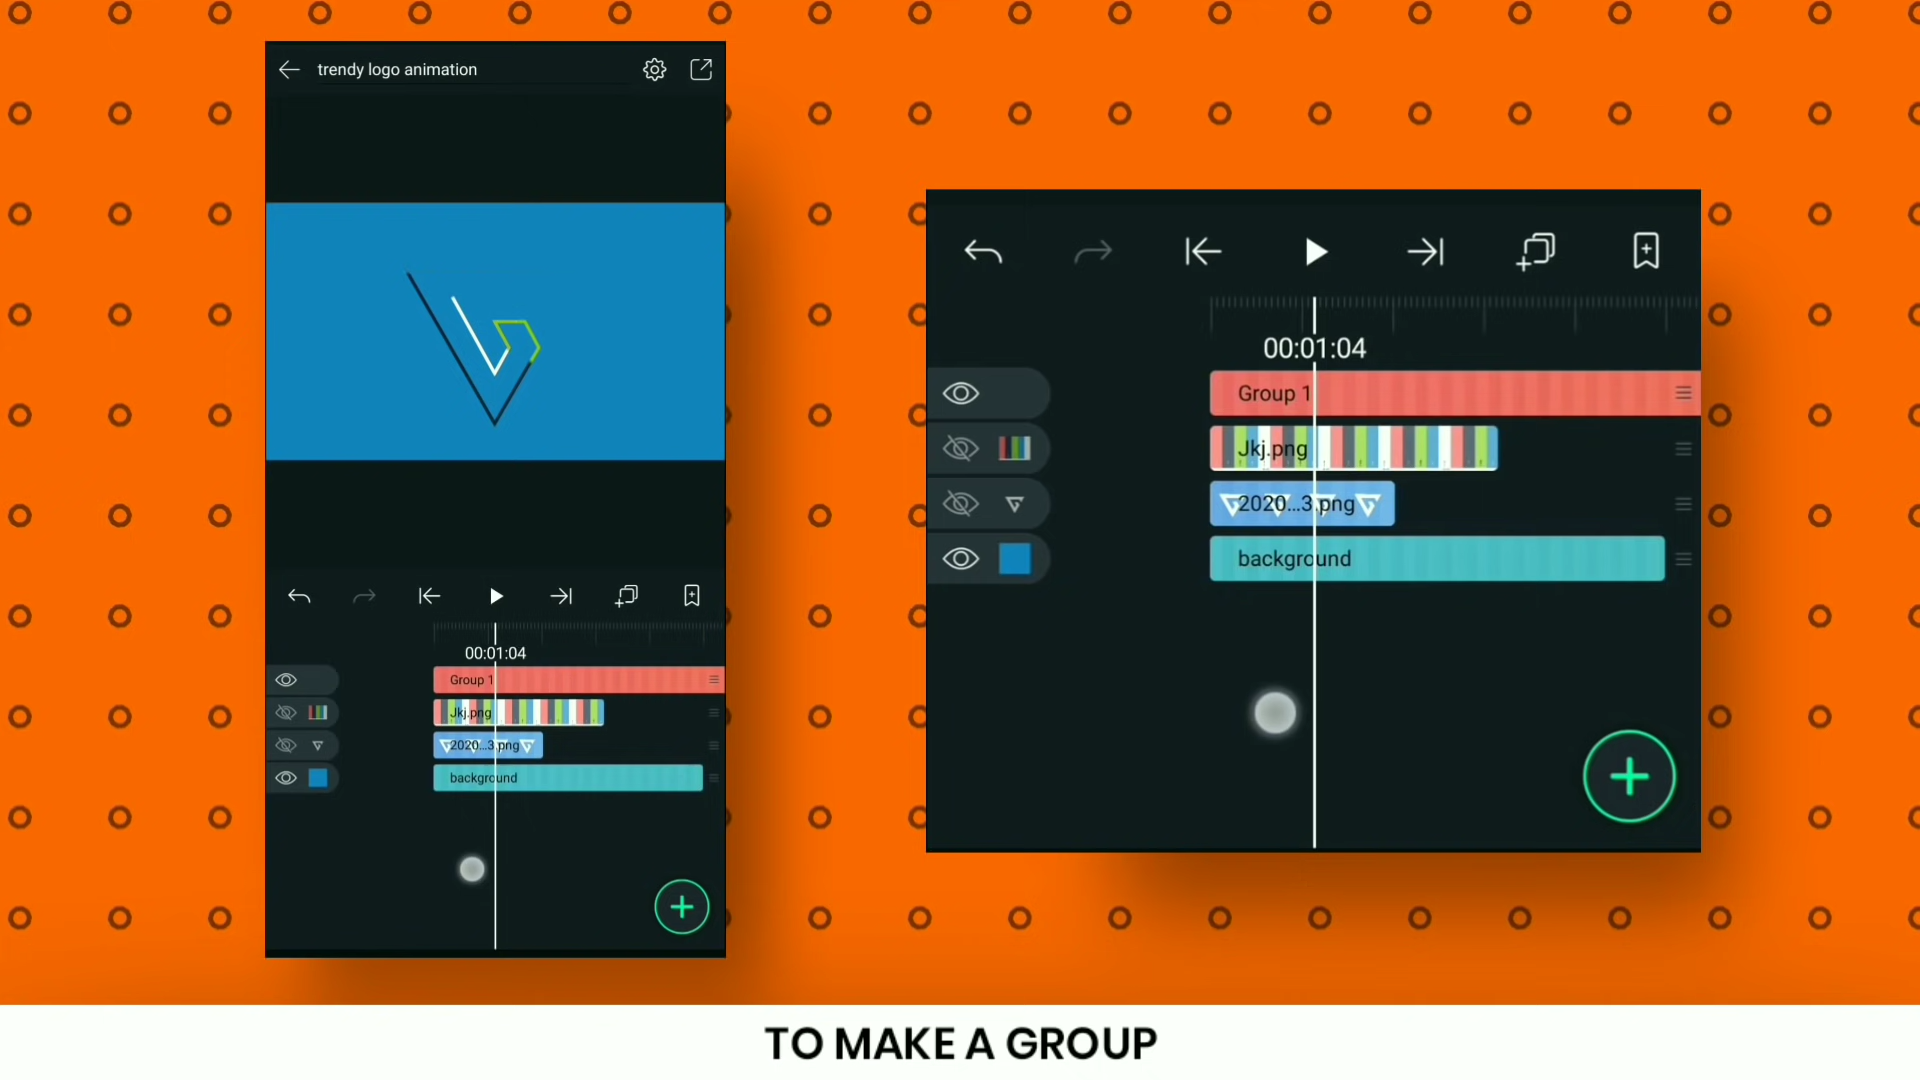 trendy logo animation
00:01:04
Group 1
Jkj.png
2020...3.png
background
00:01:04
Group 1
Jkj.png
2020...3.png
background
TO MAKE A GROUP